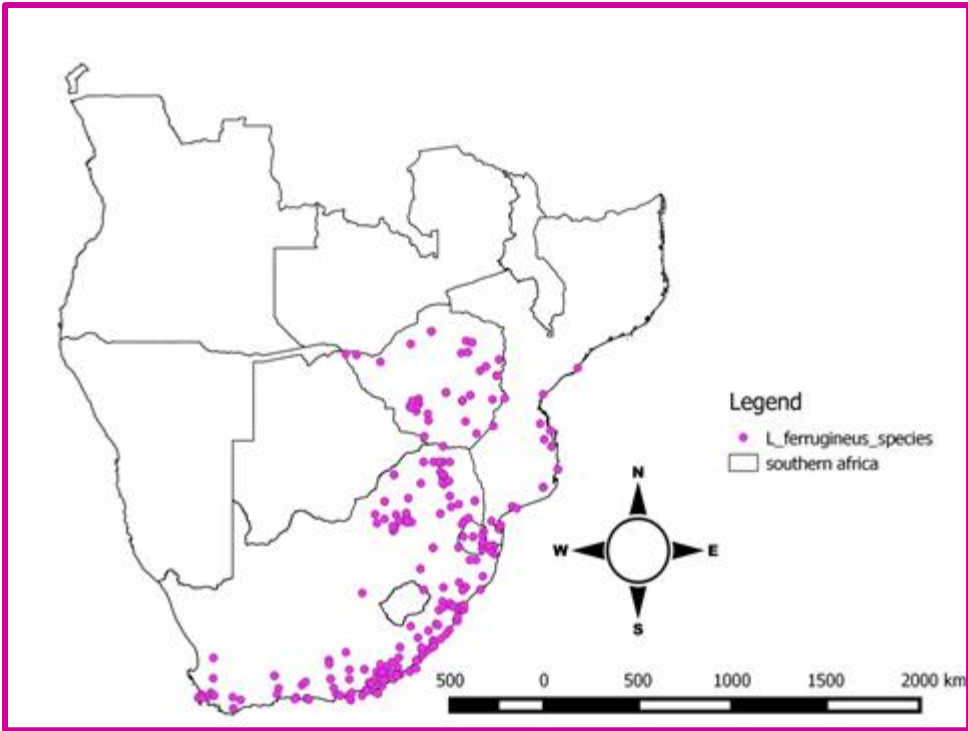 Legend
L_ferrugineus_species
southern africa
N
W E
S
500 0 500 1000 1500 2000 km